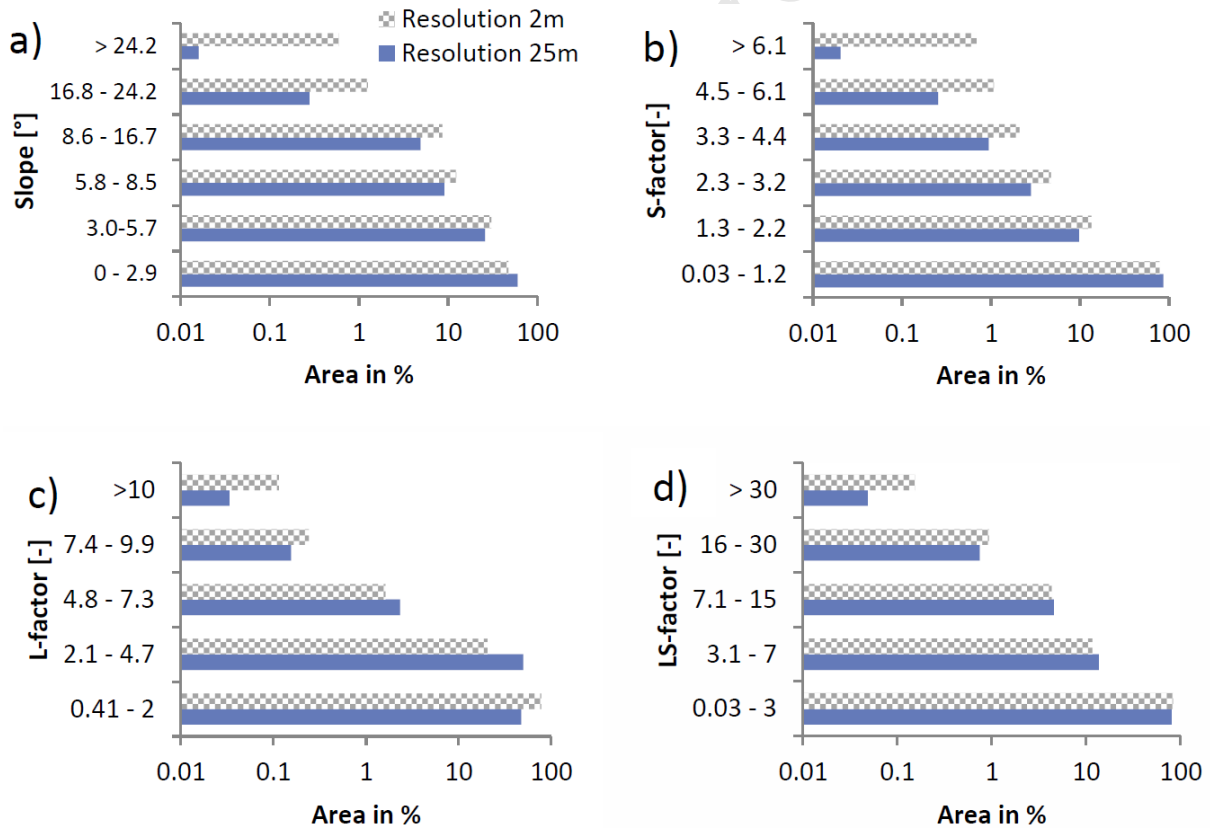 a)
Resolution 2m
Resolution 25m
> 24.2
16.8 - 24.2
8.6 - 16.7
5.8 - 8.5
3.0-5.7
0 - 2.9
Slope [°]
0.01 0.1 1 10 100
Area in %
b)
> 6.1
4.5 - 6.1
3.3 - 4.4
2.3 - 3.2
1.3 - 2.2
0.03 - 1.2
S-factor[-]
0.01 0.1 1 10 100
Area in %
c)
>10
7.4 - 9.9
4.8 - 7.3
2.1 - 4.7
0.41 - 2
L-factor [-]
0.01 0.1 1 10 100
Area in %
d)
> 30
16 - 30
7.1 - 15
3.1 - 7
0.03 - 3
LS-factor [-]
0.01 0.1 1 10 100
Area in %